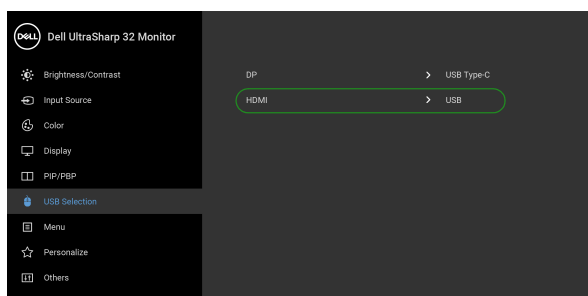 DELL Dell UltraSharp 32 Monitor
Brightness/Contrast
Input Source
Color
Display
PIP/PBP
USB Selection
Menu
Personalize
Others
DP > USB Type-C
HDMI > USB